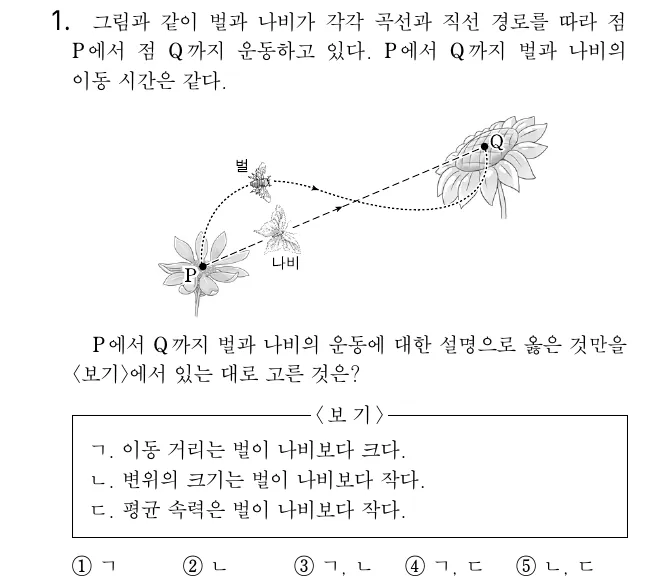 1. 그림과 같이 벌과 나비가 각각 곡선과 직선 경로를 따라 점
P에서 점 Q까지 운동하고 있다. P에서 Q까지 벌과 나비의
이동 시간은 같다.
Q
벌
나비
P
P에서 Q까지 벌과 나비의 운동에 대한 설명으로 옳은 것만을
〈보기〉에서 있는 대로 고른 것은?
〈보 기〉
ㄱ. 이동 거리는 벌이 나비보다 크다.
ㄴ. 변위의 크기는 벌이 나비보다 작다.
ㄷ. 평균 속력은 벌이 나비보다 작다.
① ㄱ ② ㄴ ③ ㄱ, ㄴ ④ ㄱ, ㄷ ⑤ ㄴ, ㄷ